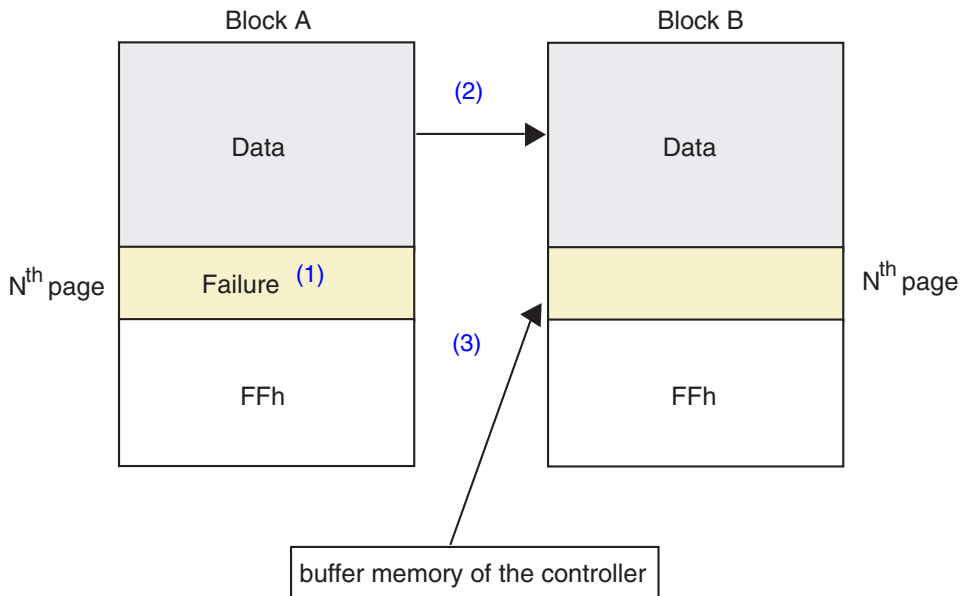 Block A
Block B
(2)
Data
Data
Nth page
Failure (1)
Nth page
(3)
FFh
FFh
buffer memory of the controller